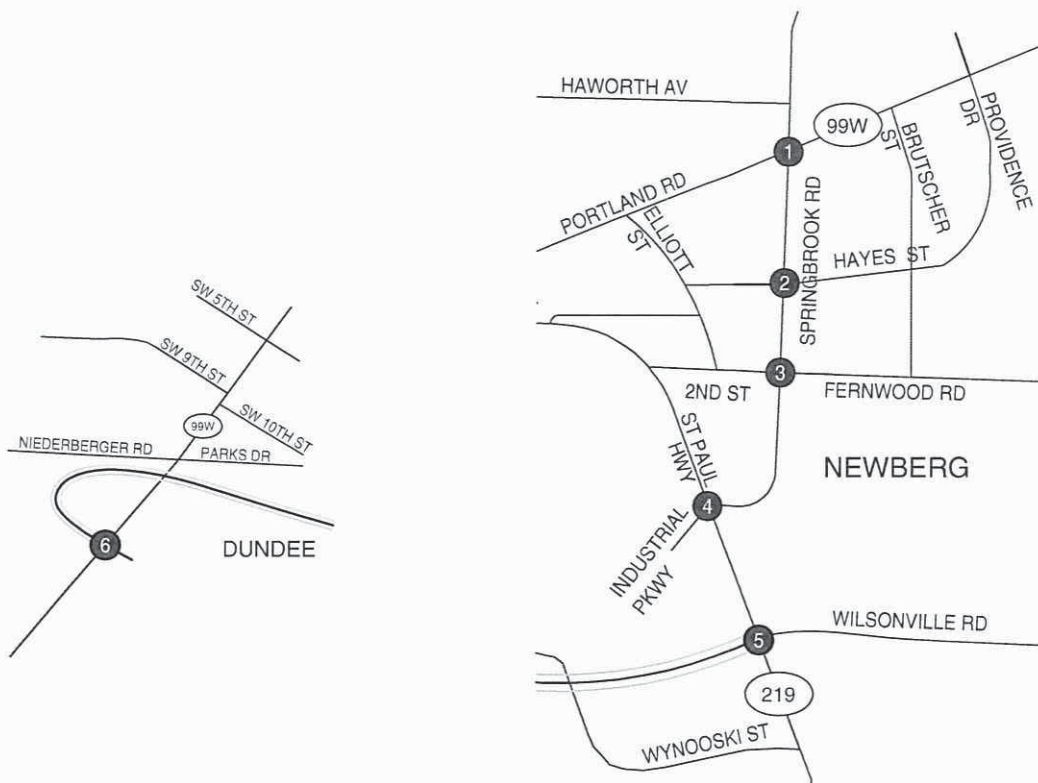 HAWORTH AV
99W
1
PORTLAND RD
ELLIOTT
ST
BRUTSCHER
ST
PROVIDENCE
DR
SPRINGBROOK RD
2
HAYES ST
3
2ND ST
FERNWOOD RD
ST PAUL
HWY
NEWBERG
4
INDUSTRIAL
PKWY
5
WILSONVILLE RD
219
WYNOOSKI ST
SW 5TH ST
SW 9TH ST
99W
SW 10TH ST
NIEDERBERGER RD
PARKS DR
6
DUNDEE